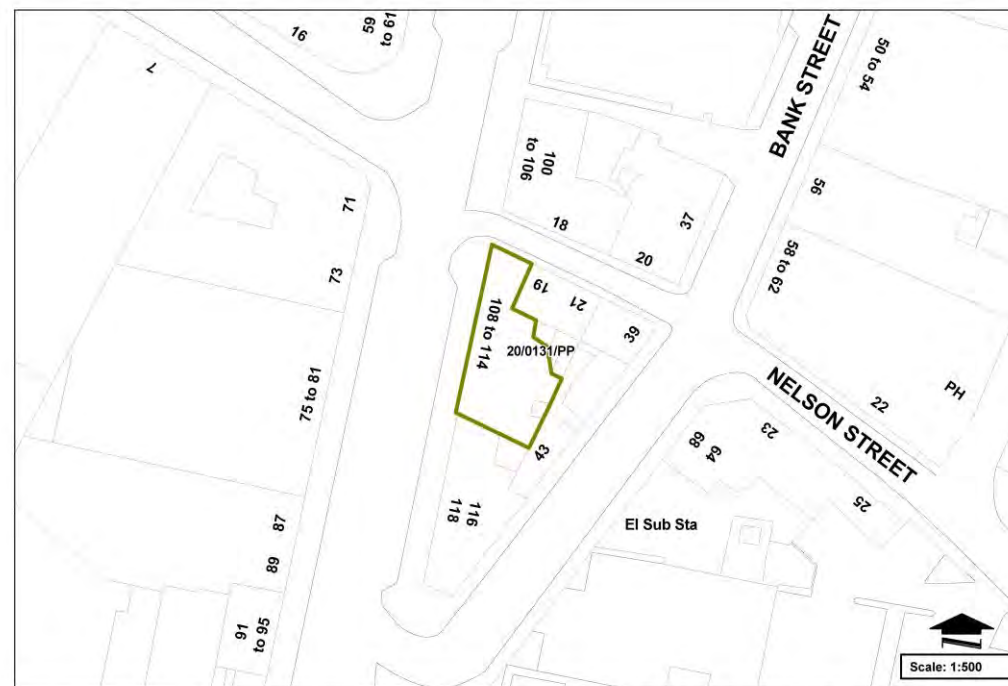 7
16
59
to 61
BANK STREET
50 to 54
100
to 106
71
18
37
56
20
73
58 to 62
19
21
108 to 114
39
20/0131/PP
75 to 81
NELSON STREET
PH
22
43
68
64
23
116
118
25
El Sub Sta
87
89
91
to 95
N
Scale: 1:500